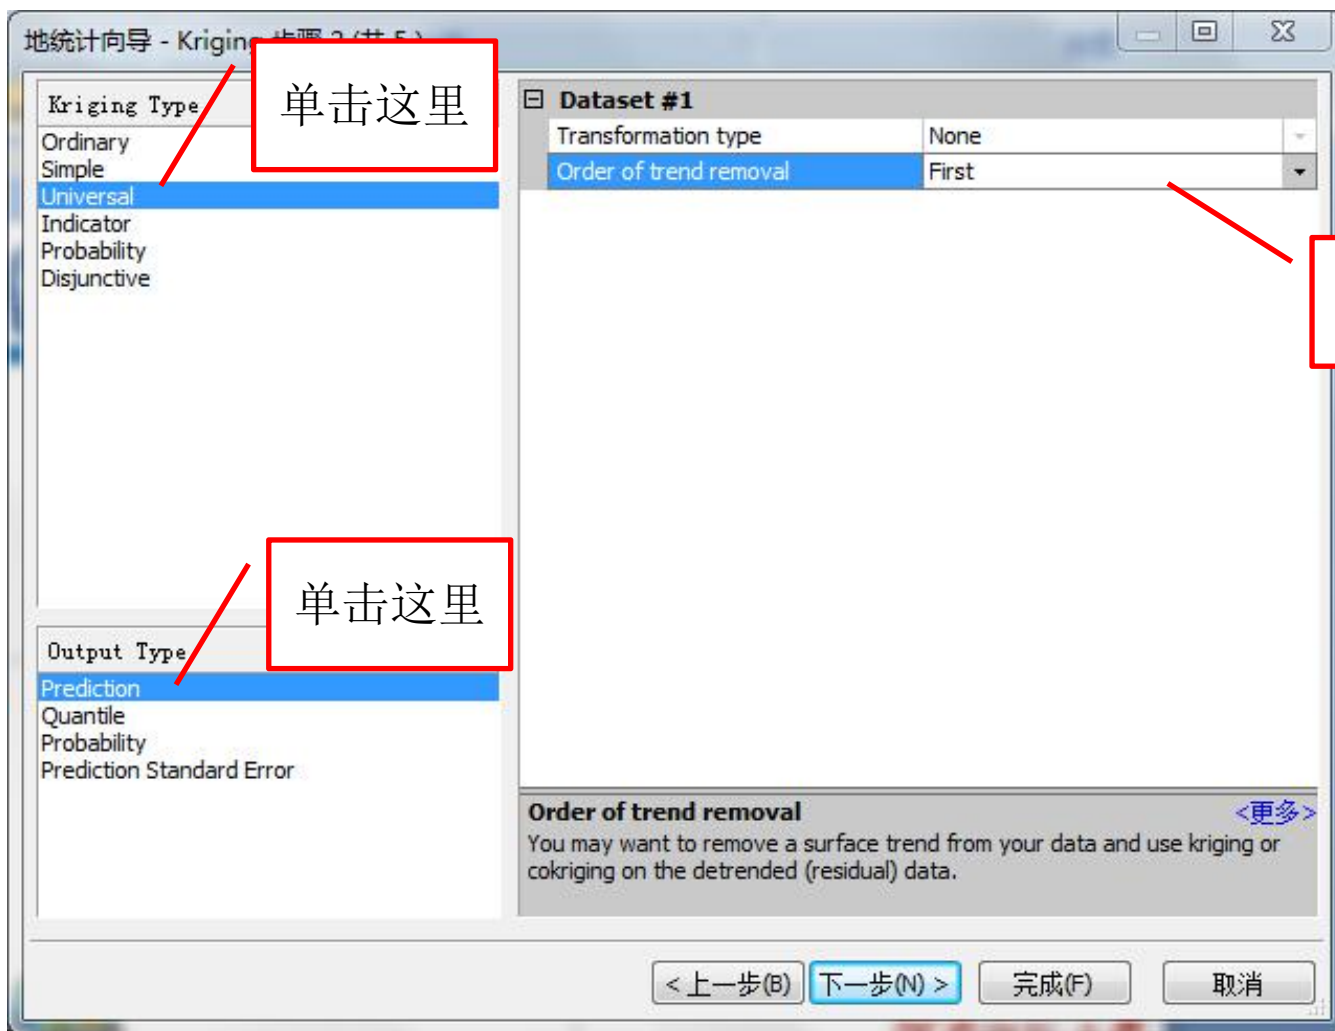 地统计向导 - Kriging
单击这里
Kriging Type
Ordinary
Simple
Universal
Indicator
Probability
Disjunctive
Dataset #1
Transformation type None
Order of trend removal First
单击这里
Output Type
Prediction
Quantile
Probability
Prediction Standard Error
Order of trend removal <更多>
You may want to remove a surface trend from your data and use kriging or
cokriging on the detrended (residual) data.
< 上一步(B) 下一步(N) > 完成(F) 取消